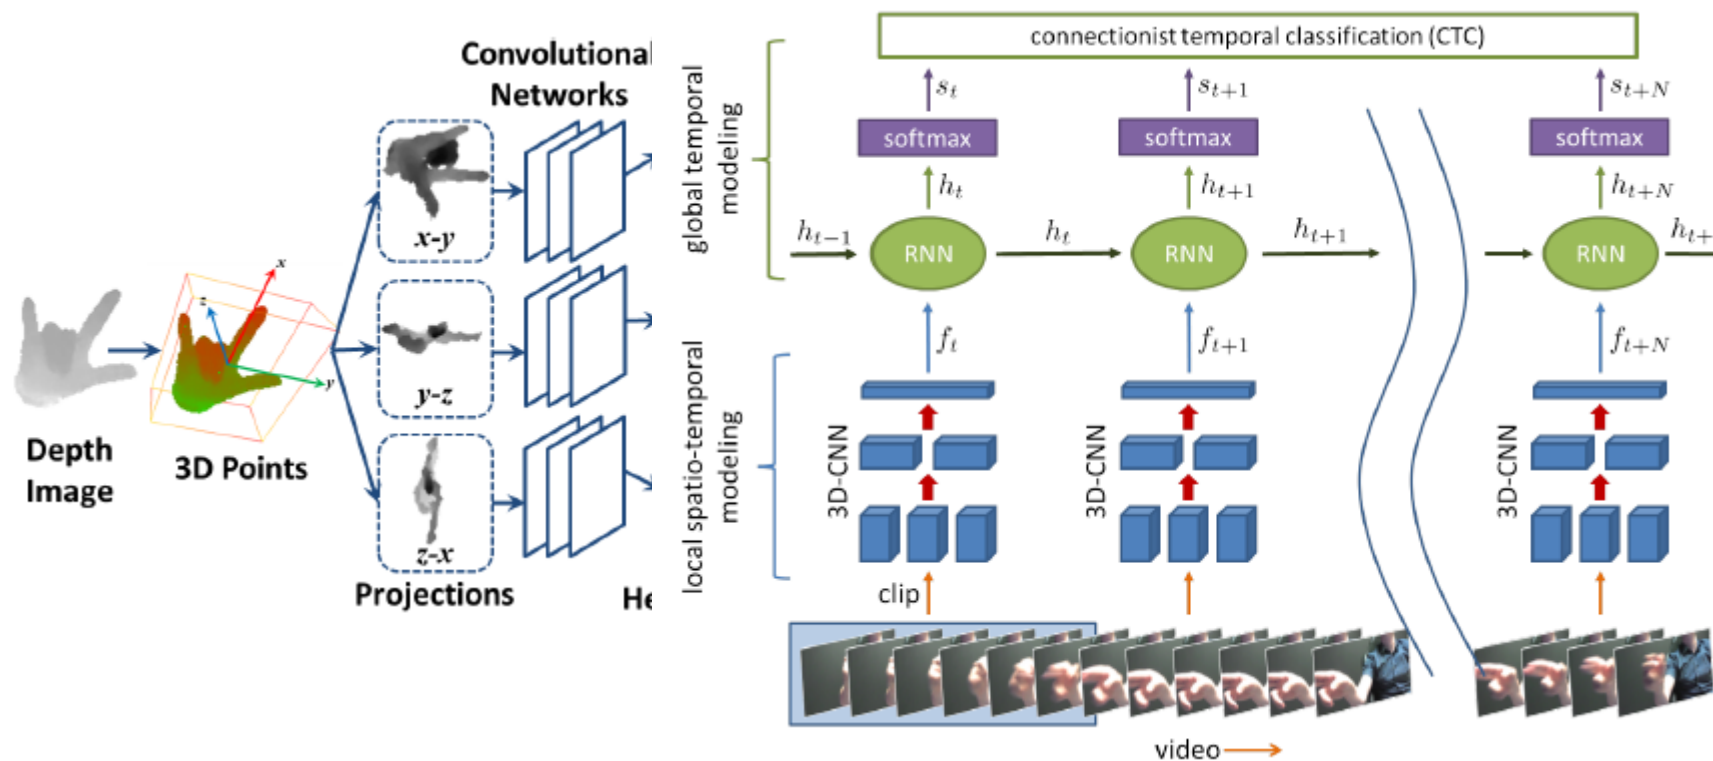 Convolutional
Networks
x-y
y-z
z-x
x
y
z
Depth
Image
3D Points
Projections
He
connectionist temporal classification (CTC)
global temporal
modeling
s_t
s_{t+1}
s_{t+N}
softmax
softmax
softmax
h_t
h_{t+1}
h_{t+N}
h_{t-1}
RNN
h_t
RNN
h_{t+1}
RNN
h_{t+
f_t
f_{t+1}
f_{t+N}
local spatio-temporal
modeling
3D-CNN
3D-CNN
3D-CNN
clip
video